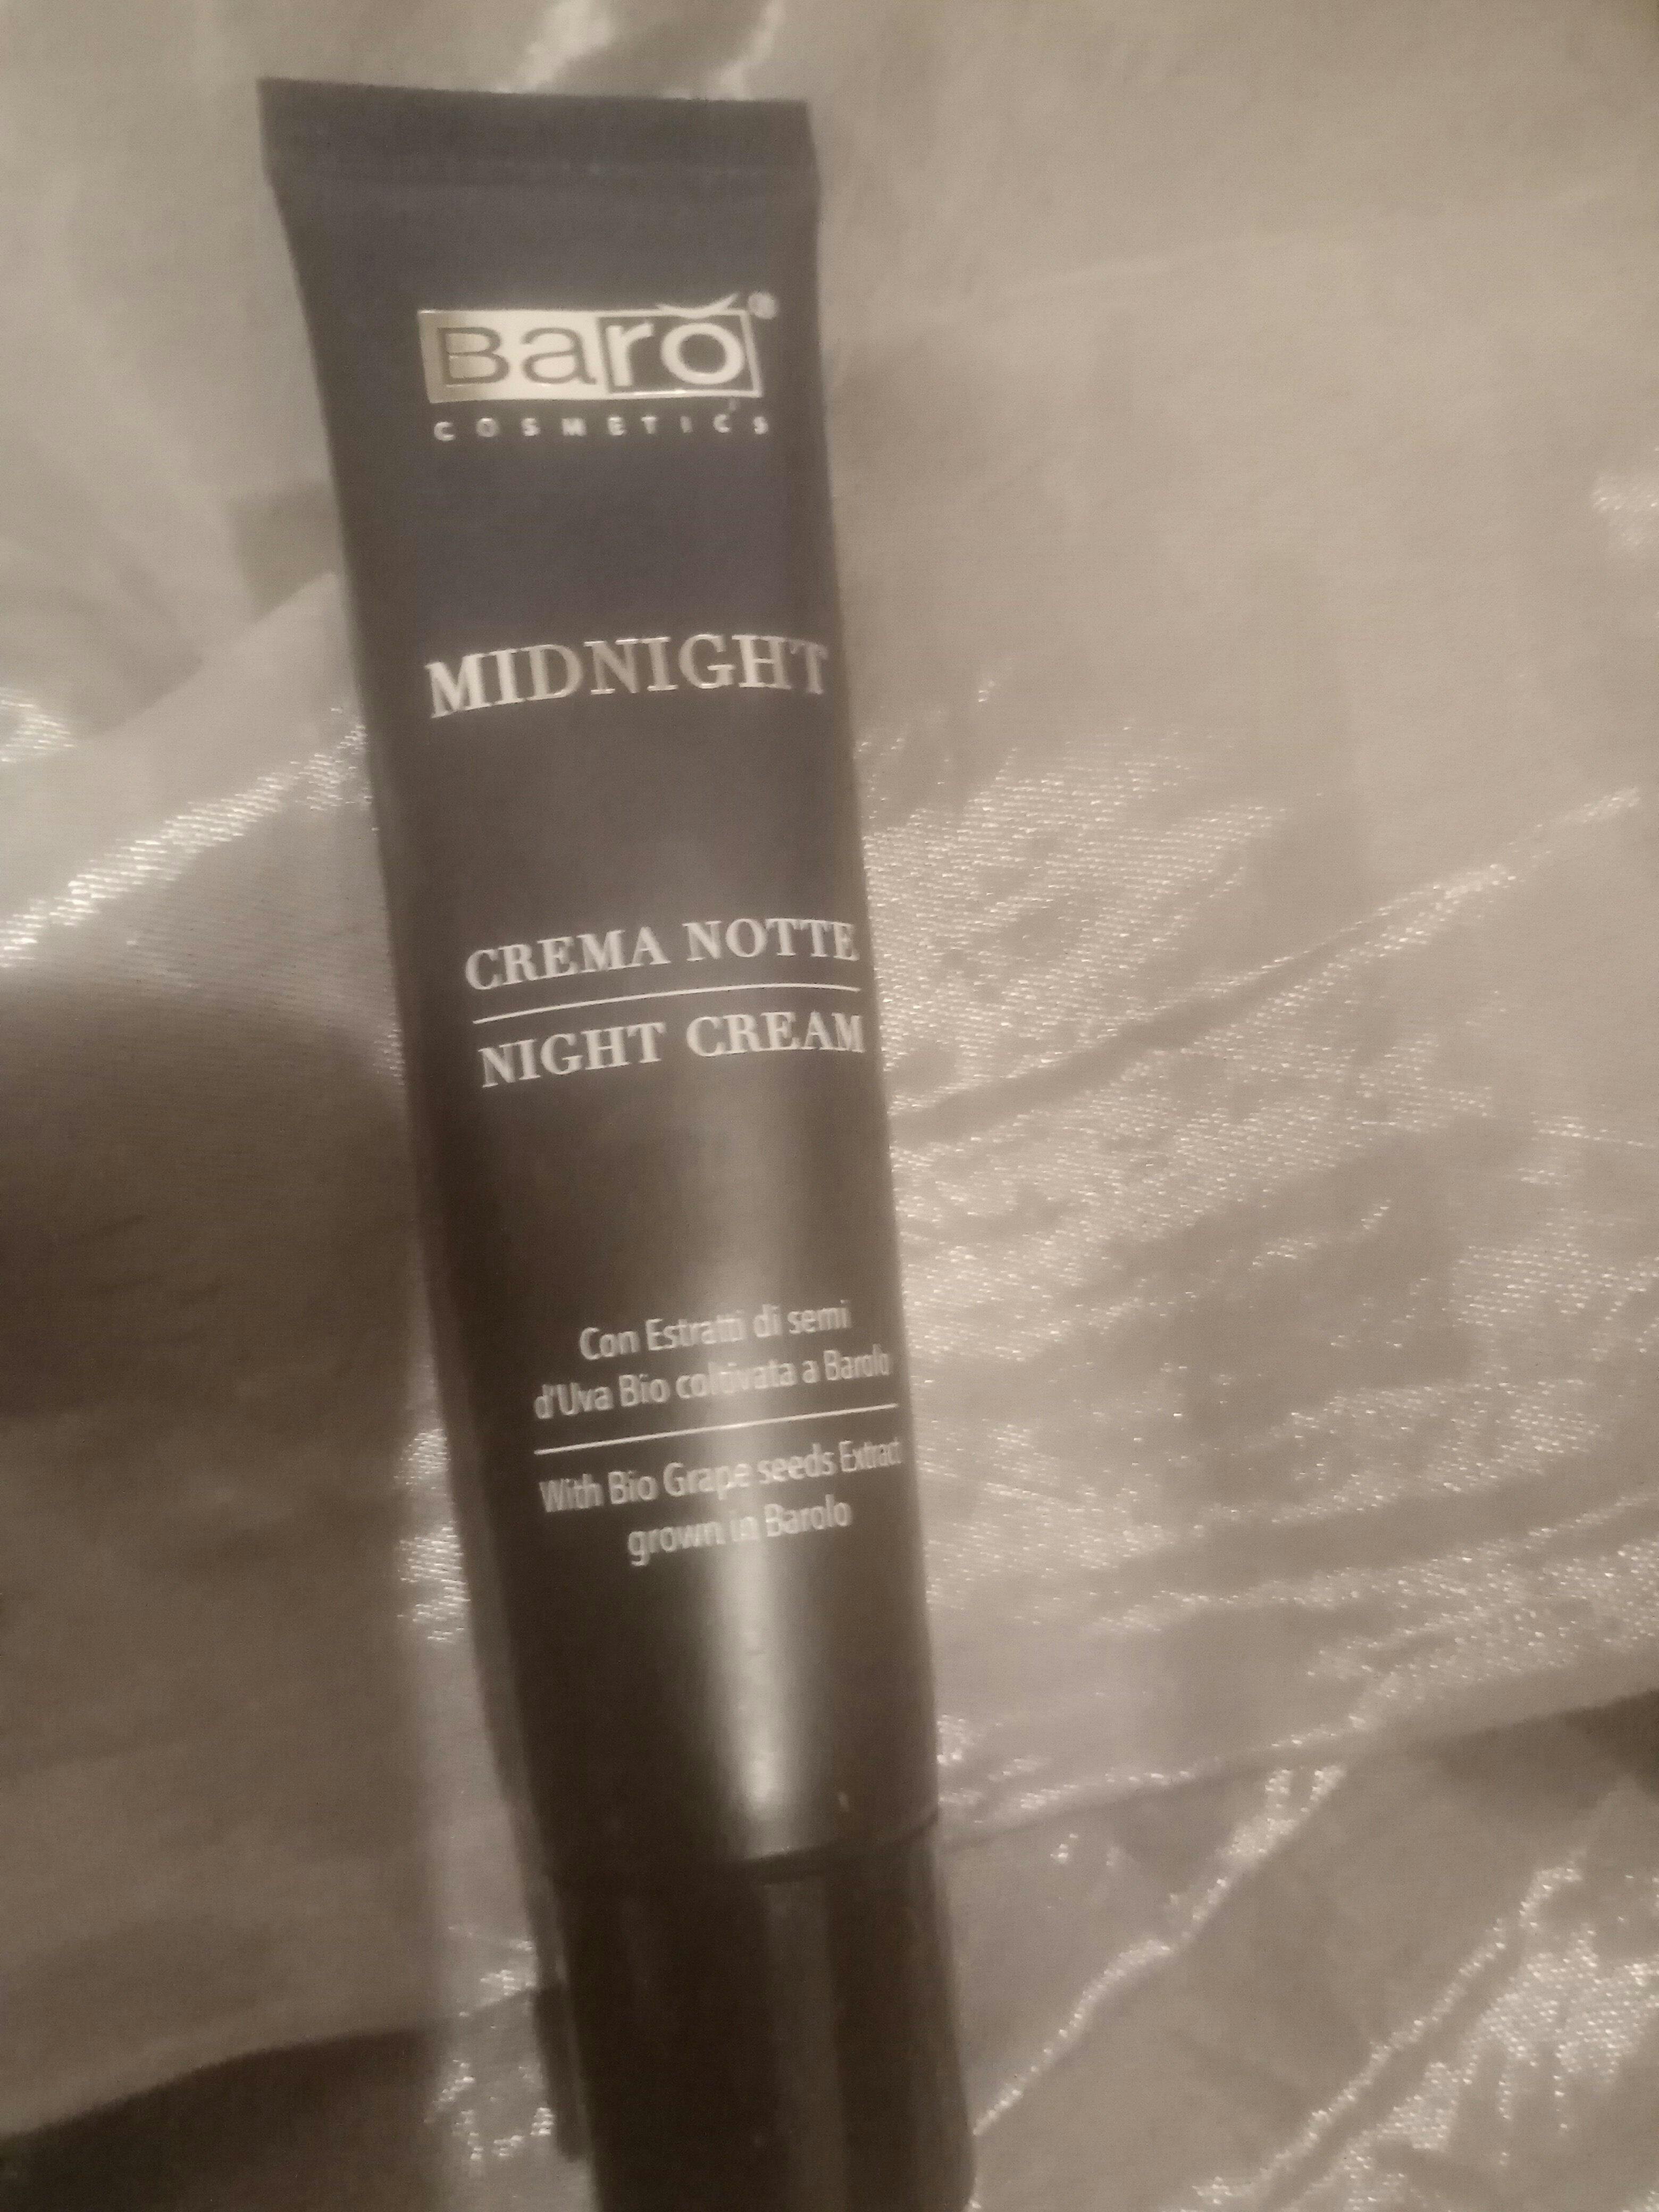 Barŏ®
COSMETICS
MIDNIGHT
CREMA NOTTE
NIGHT CREAM
Con Estratti di semi
d'Uva Bio coltivata a Barolo
With Bio Grape seeds Extract
grown in Barolo